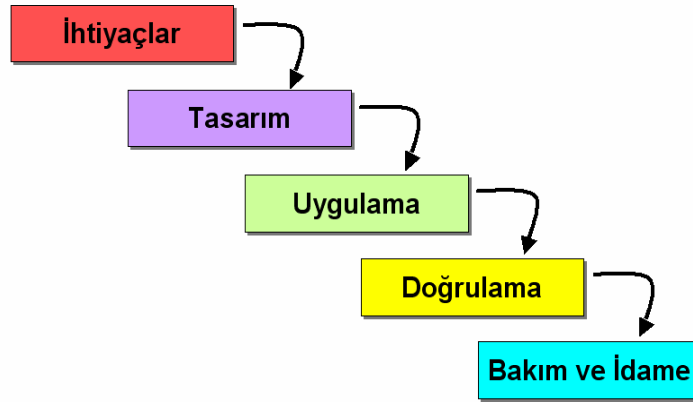 İhtiyaçlar
Tasarım
Uygulama
Doğrulama
Bakım ve İdame